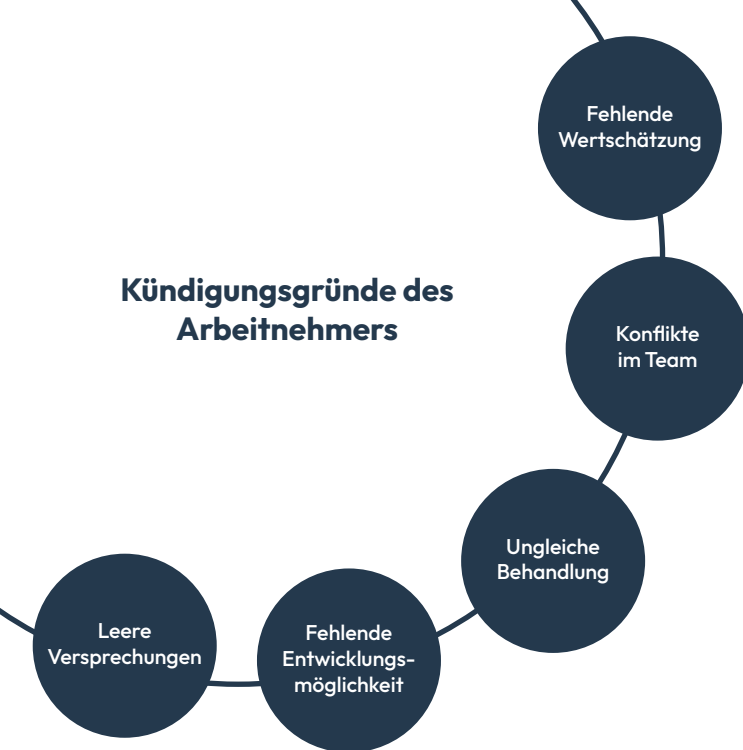 Fehlende
Wertschätzung
Kündigungsgründe des
Arbeitnehmers
Konflikte
im Team
Ungleiche
Behandlung
Leere
Versprechungen
Fehlende
Entwicklungs-
möglichkeit